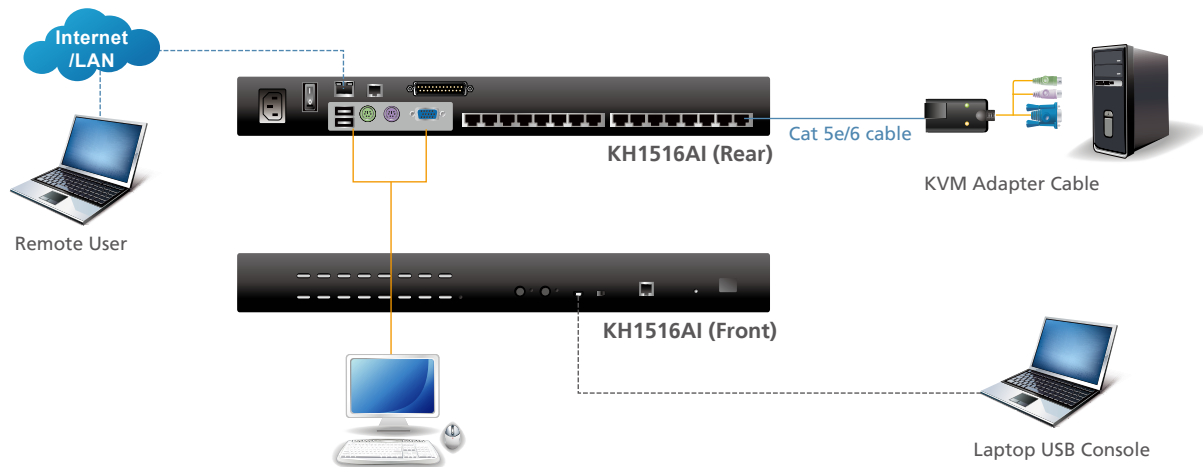 Internet
/LAN
KH1516AI (Rear)
Cat 5e/6 cable
KVM Adapter Cable
Remote User
KH1516AI (Front)
Laptop USB Console